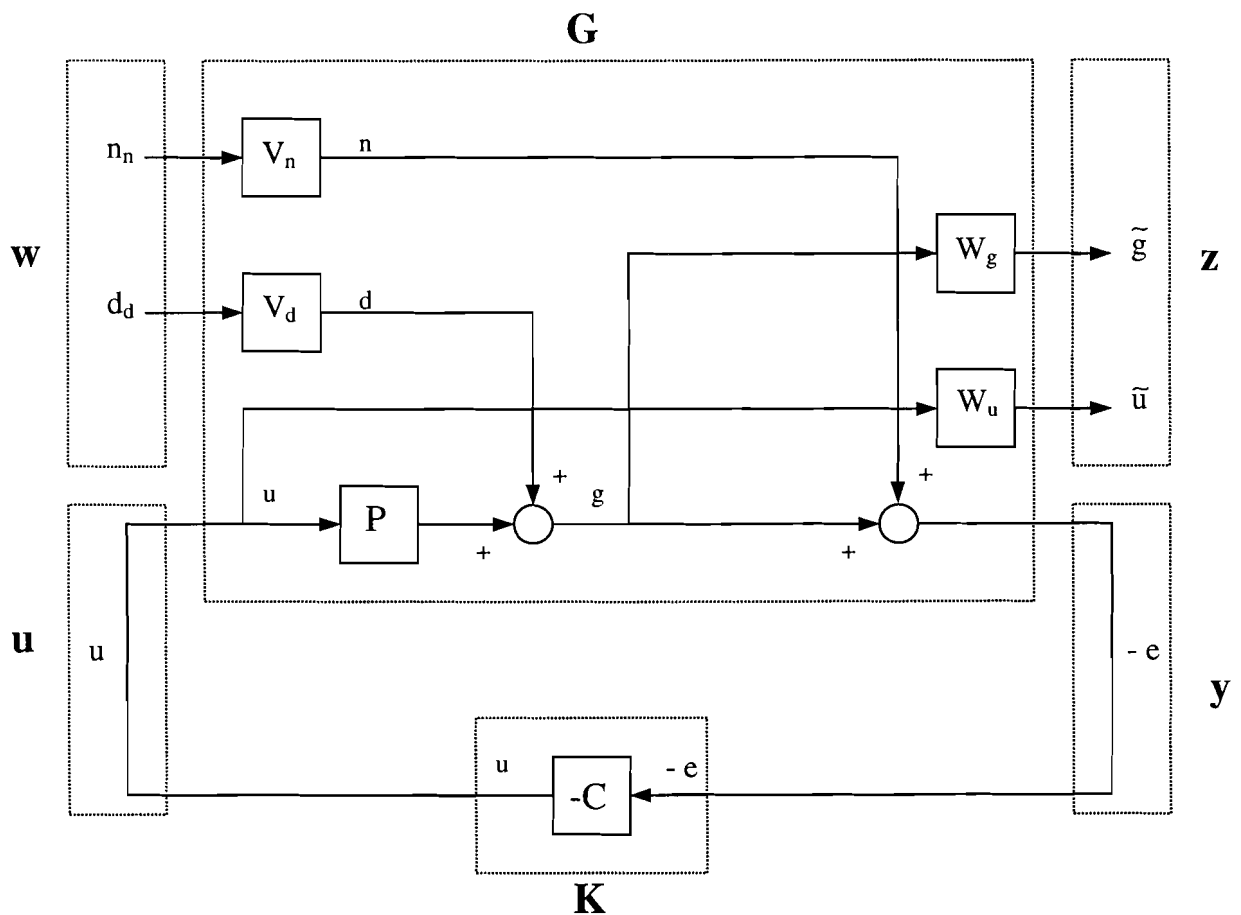 G
n_n
V_n
n
w
W_g
g̃
z
d_d
V_d
d
W_u
ũ
+
+
u
P
g
+
+
u
u
- e
y
u
-C
- e
K